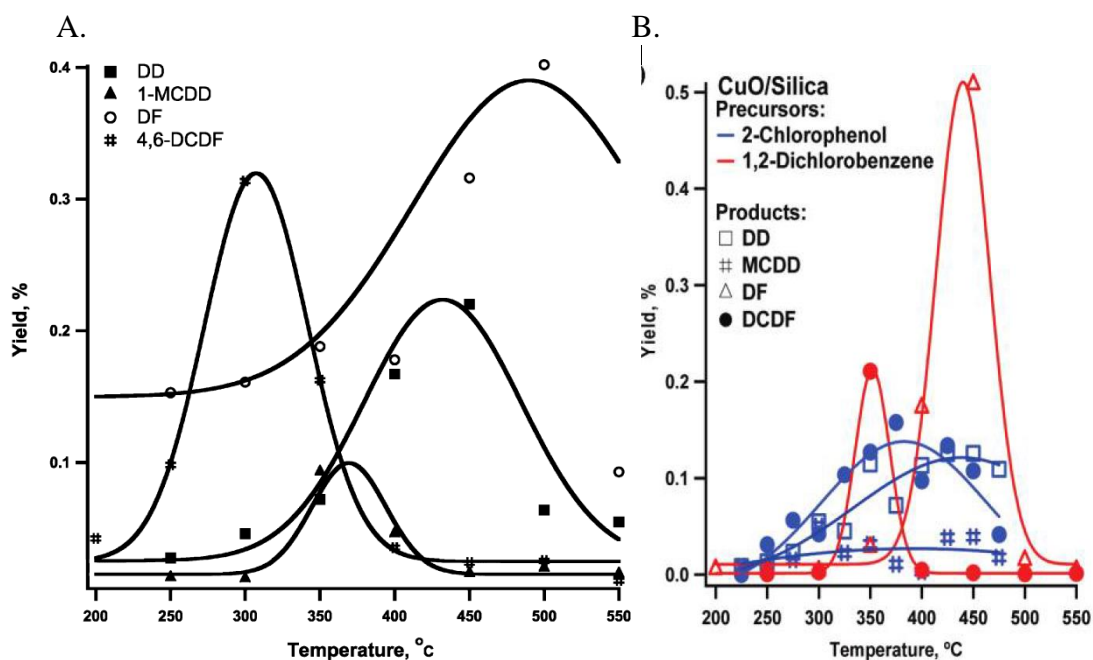 A.
DD
1-MCDD
DF
4,6-DCDF
0.4
0.3
0.2
0.1
Yield, %
200 250 300 350 400 450 500 550
Temperature, °C
B.
)
CuO/Silica
Precursors:
2-Chlorophenol
1,2-Dichlorobenzene
Products:
DD
MCDD
DF
DCDF
0.5
0.4
0.3
0.2
0.1
0.0
Yield, %
200 250 300 350 400 450 500 550
Temperature, ºC